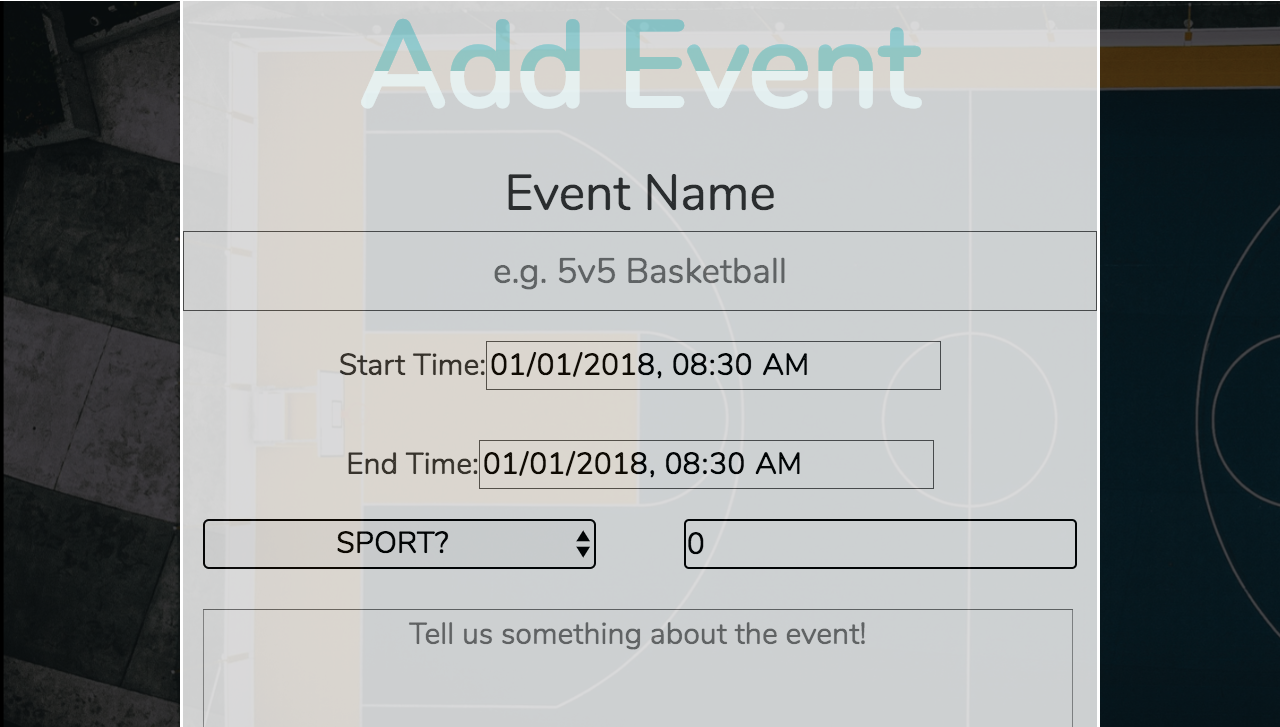 Add Event
Event Name
e.g. 5v5 Basketball
Start Time: 01/01/2018, 08:30 AM
End Time: 01/01/2018, 08:30 AM
SPORT? 0
Tell us something about the event!